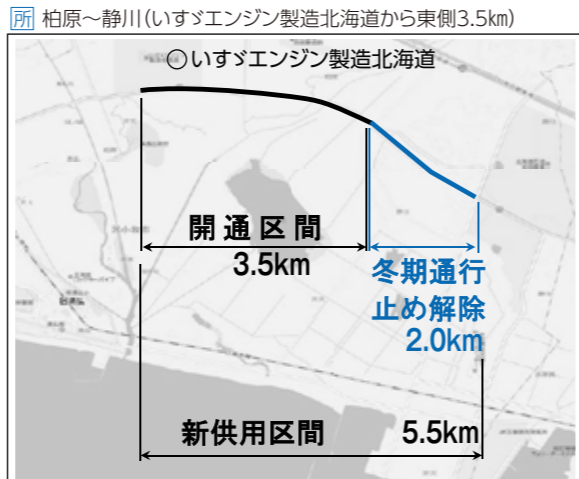 所 柏原～静川(いすゞエンジン製造北海道から東側3.5㎞)
○いすゞエンジン製造北海道
開通区間
3.5km
冬期通行
止め解除
2.0km
新供用区間 5.5km